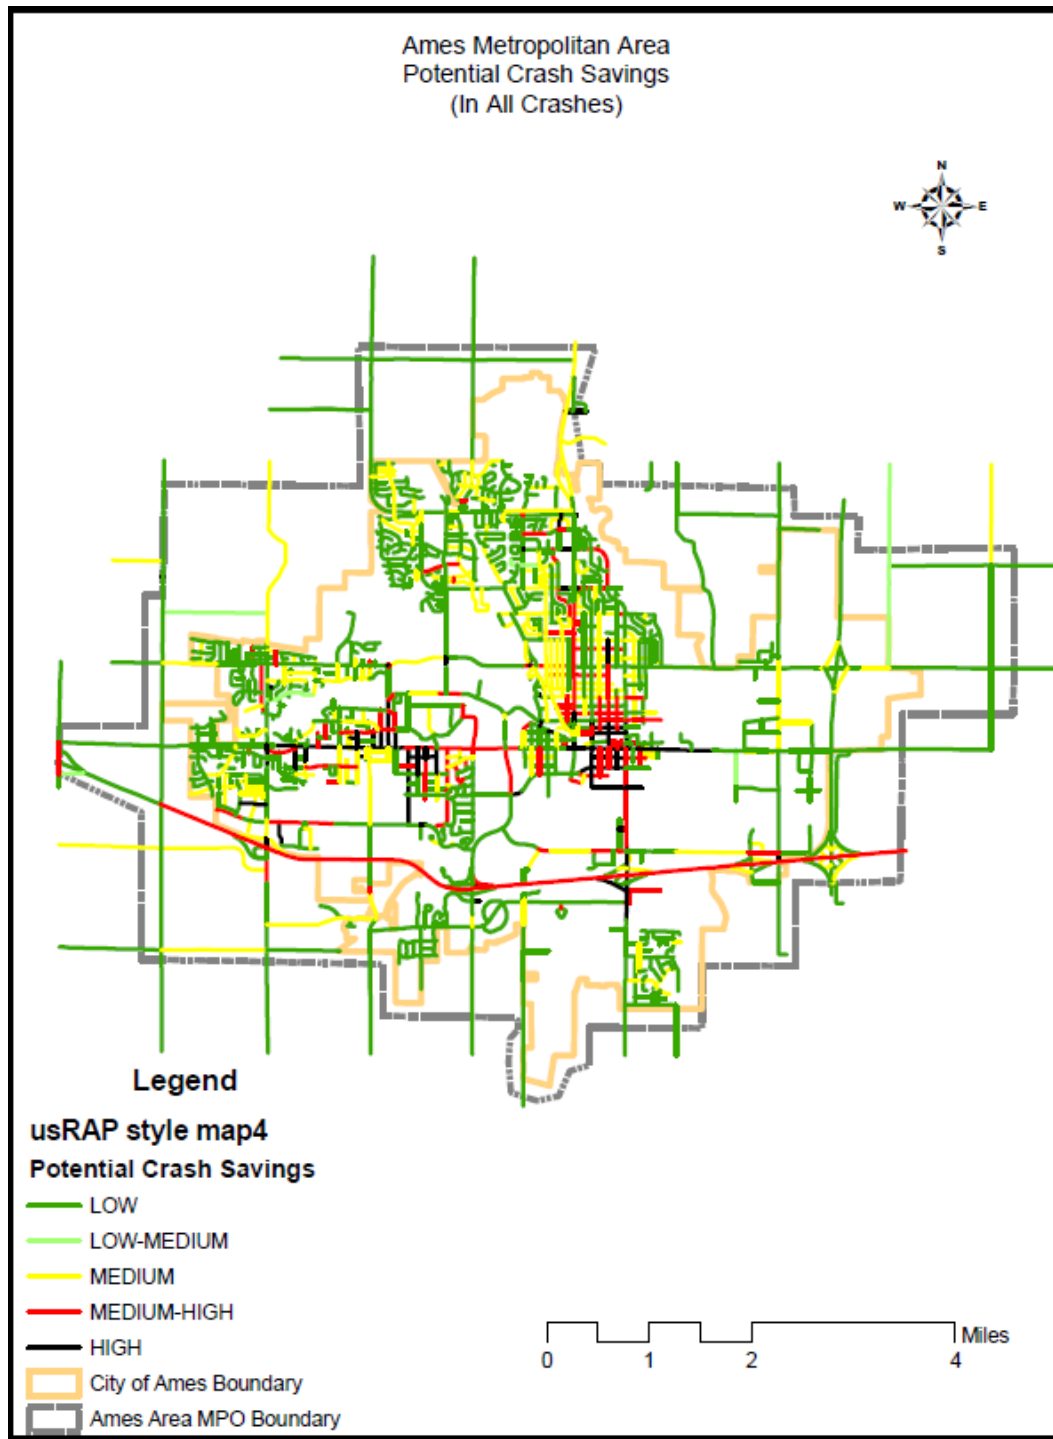 Ames Metropolitan Area
Potential Crash Savings
(In All Crashes)
N
W E
S
Legend
usRAP style map4
Potential Crash Savings
LOW
LOW-MEDIUM
MEDIUM
MEDIUM-HIGH
HIGH
City of Ames Boundary
Ames Area MPO Boundary
Miles
0 1 2 4